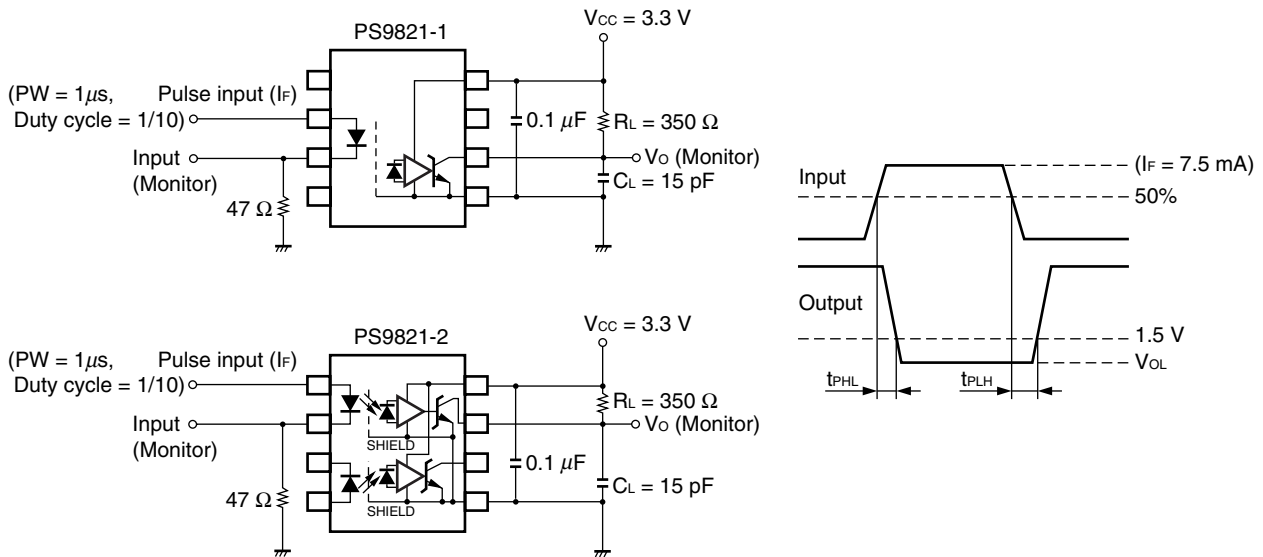 VCC = 3.3 V
PS9821-1
(PW = 1μs, Pulse input (IF)
Duty cycle = 1/10)
Input
(Monitor)
47 Ω
0.1 μF
RL = 350 Ω
VO (Monitor)
CL = 15 pF
Input
(IF = 7.5 mA)
50%
Output
1.5 V
VOL
tPHL
tPLH
VCC = 3.3 V
PS9821-2
(PW = 1μs, Pulse input (IF)
Duty cycle = 1/10)
Input
(Monitor)
47 Ω
SHIELD
SHIELD
0.1 μF
RL = 350 Ω
VO (Monitor)
CL = 15 pF